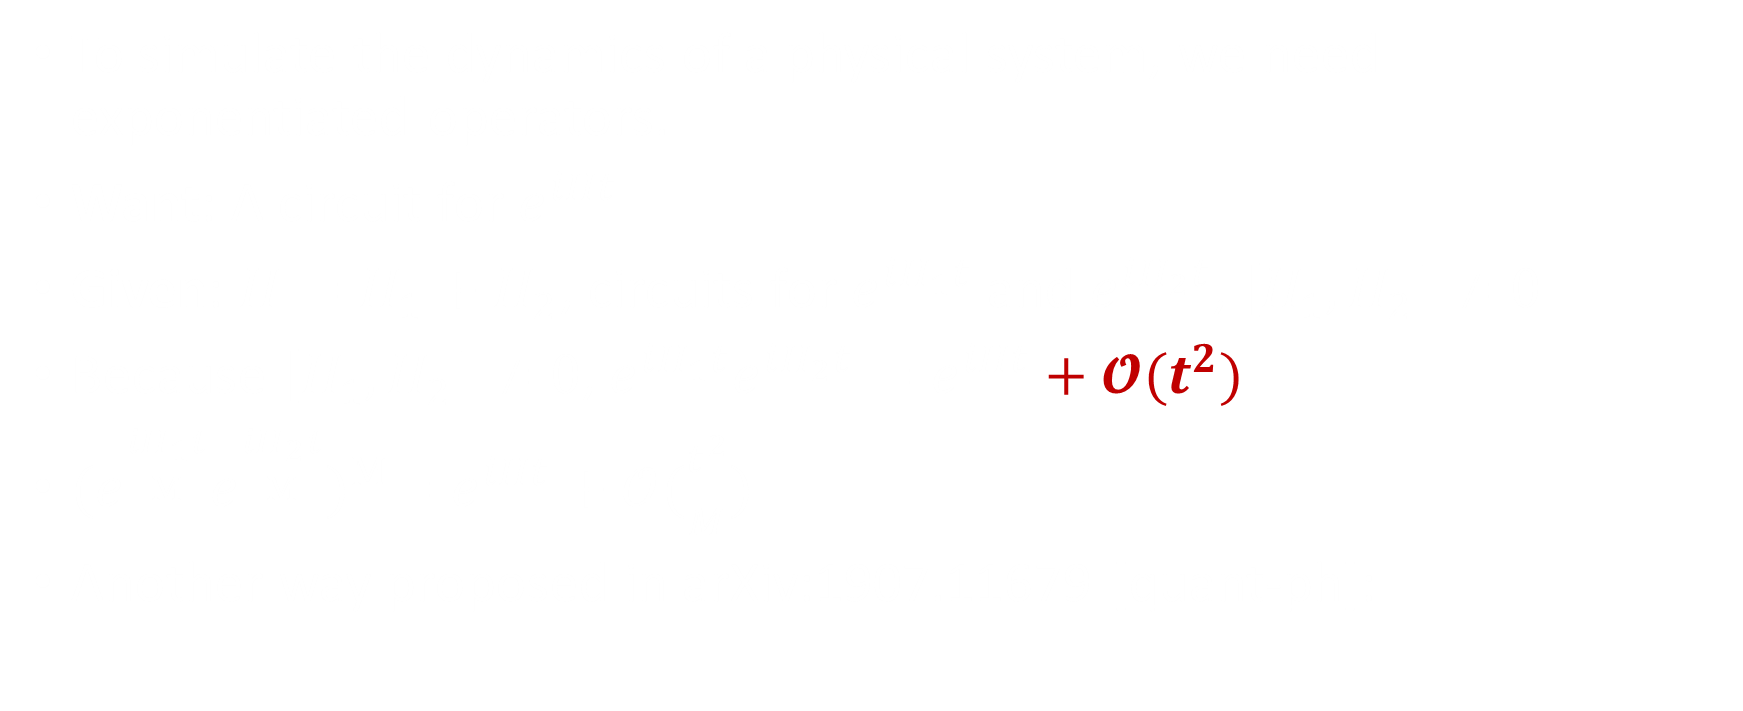 + 𝓞(𝒕²)